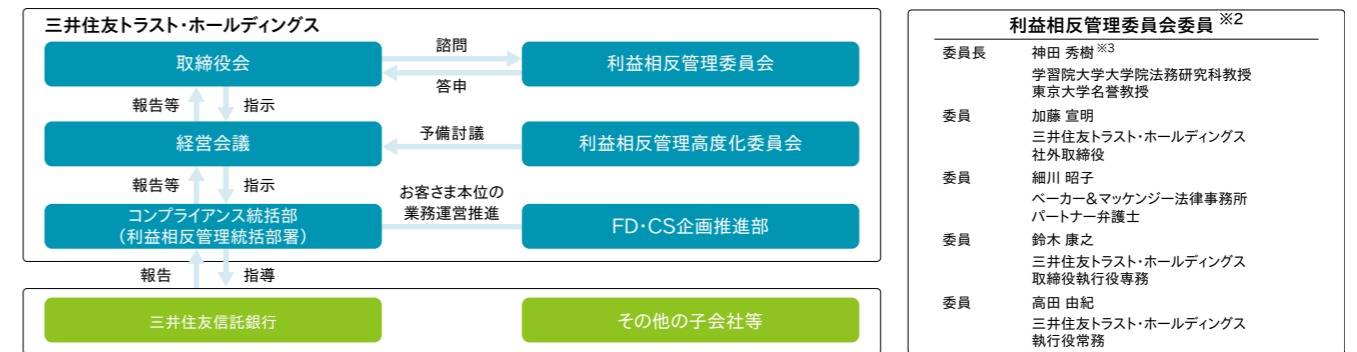 三井住友トラスト・ホールディングス
取締役会
諮問
答申
利益相反管理委員会
報告等
指示
経営会議
予備討議
利益相反管理高度化委員会
報告等
指示
お客さま本位の
業務運営推進
コンプライアンス統括部
(利益相反管理統括部署)
FD・CS企画推進部
報告
指導
三井住友信託銀行
その他の子会社等
利益相反管理委員会委員 ※2
委員長 神田 秀樹 ※3
学習院大学大学院法務研究科教授
東京大学名誉教授
委員 加藤 宣明
三井住友トラスト・ホールディングス
社外取締役
委員 細川 昭子
ベーカー&マッケンジー法律事務所
パートナー弁護士
委員 鈴木 康之
三井住友トラスト・ホールディングス
取締役執行役専務
委員 高田 由紀
三井住友トラスト・ホールディングス
執行役常務